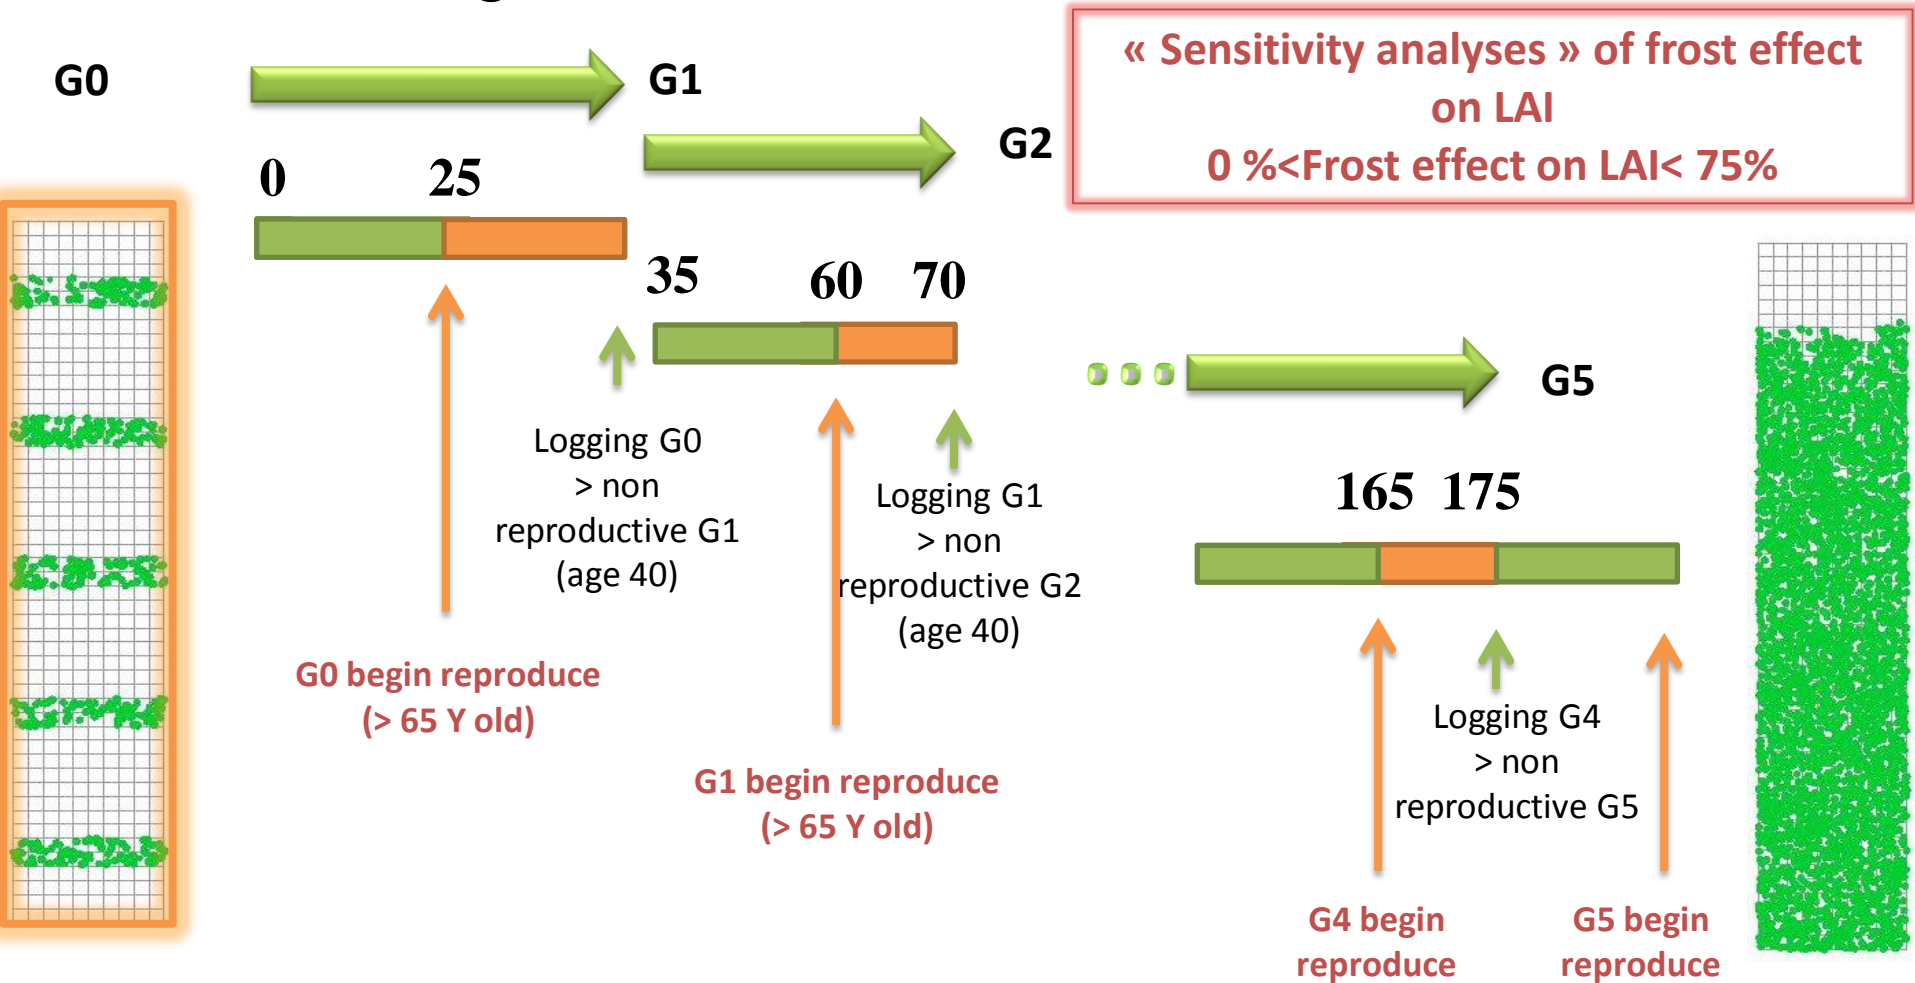 G0
G1
G2
« Sensitivity analyses » of frost effect
on LAI
0 %<Frost effect on LAI< 75%
0
25
35
60
70
G5
Logging G0
> non
reproductive G1
(age 40)
Logging G1
> non
reproductive G2
(age 40)
165
175
G0 begin reproduce
(> 65 Y old)
G1 begin reproduce
(> 65 Y old)
Logging G4
> non
reproductive G5
G4 begin
reproduce
G5 begin
reproduce